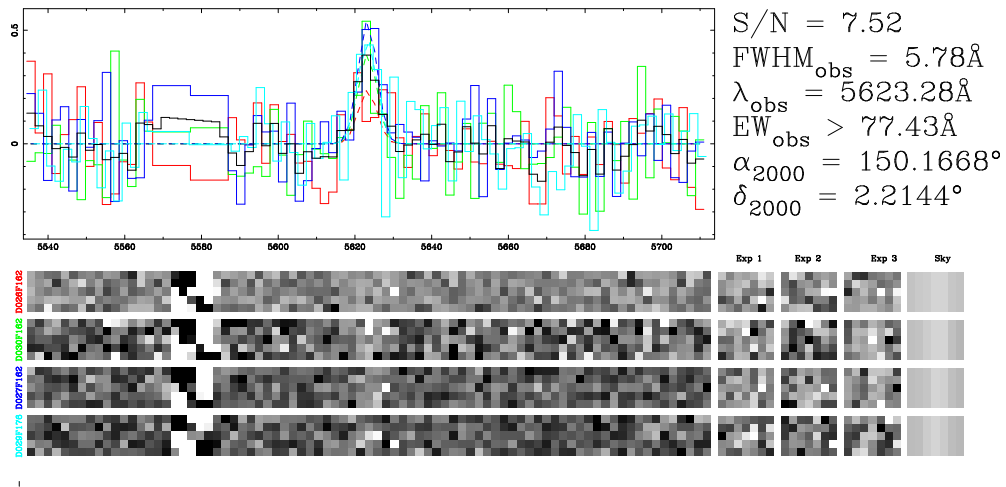 S/N = 7.52
FWHM_obs = 5.78Å
λ_obs = 5623.28Å
EW_obs > 77.43Å
α_2000 = 150.1668°
δ_2000 = 2.2144°
0.5
0
5540 5560 5580 5600 5620 5640 5660 5680 5700
Exp 1 Exp 2 Exp 3 Sky
D026F162
D030F162
D027F162
D029F176